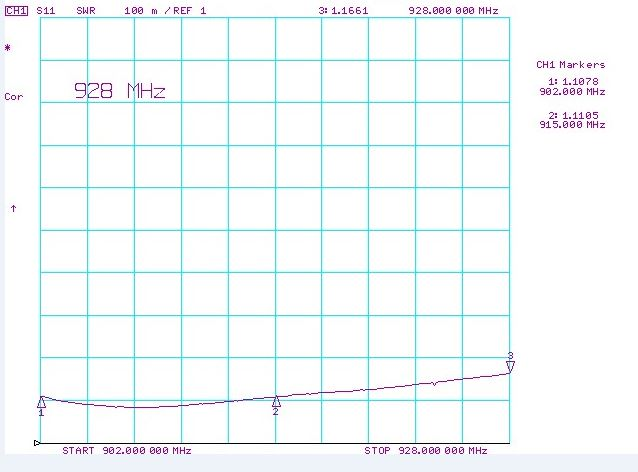 CH1 S11 SWR 100 m / REF 1 3: 1.1661 928.000 000 MHz
*
CH1 Markers
1: 1.1078
902.000 MHz
928 MHz
Cor
2: 1.1105
915.000 MHz
↑
3
1
2
START 902.000 000 MHz STOP 928.000 000 MHz